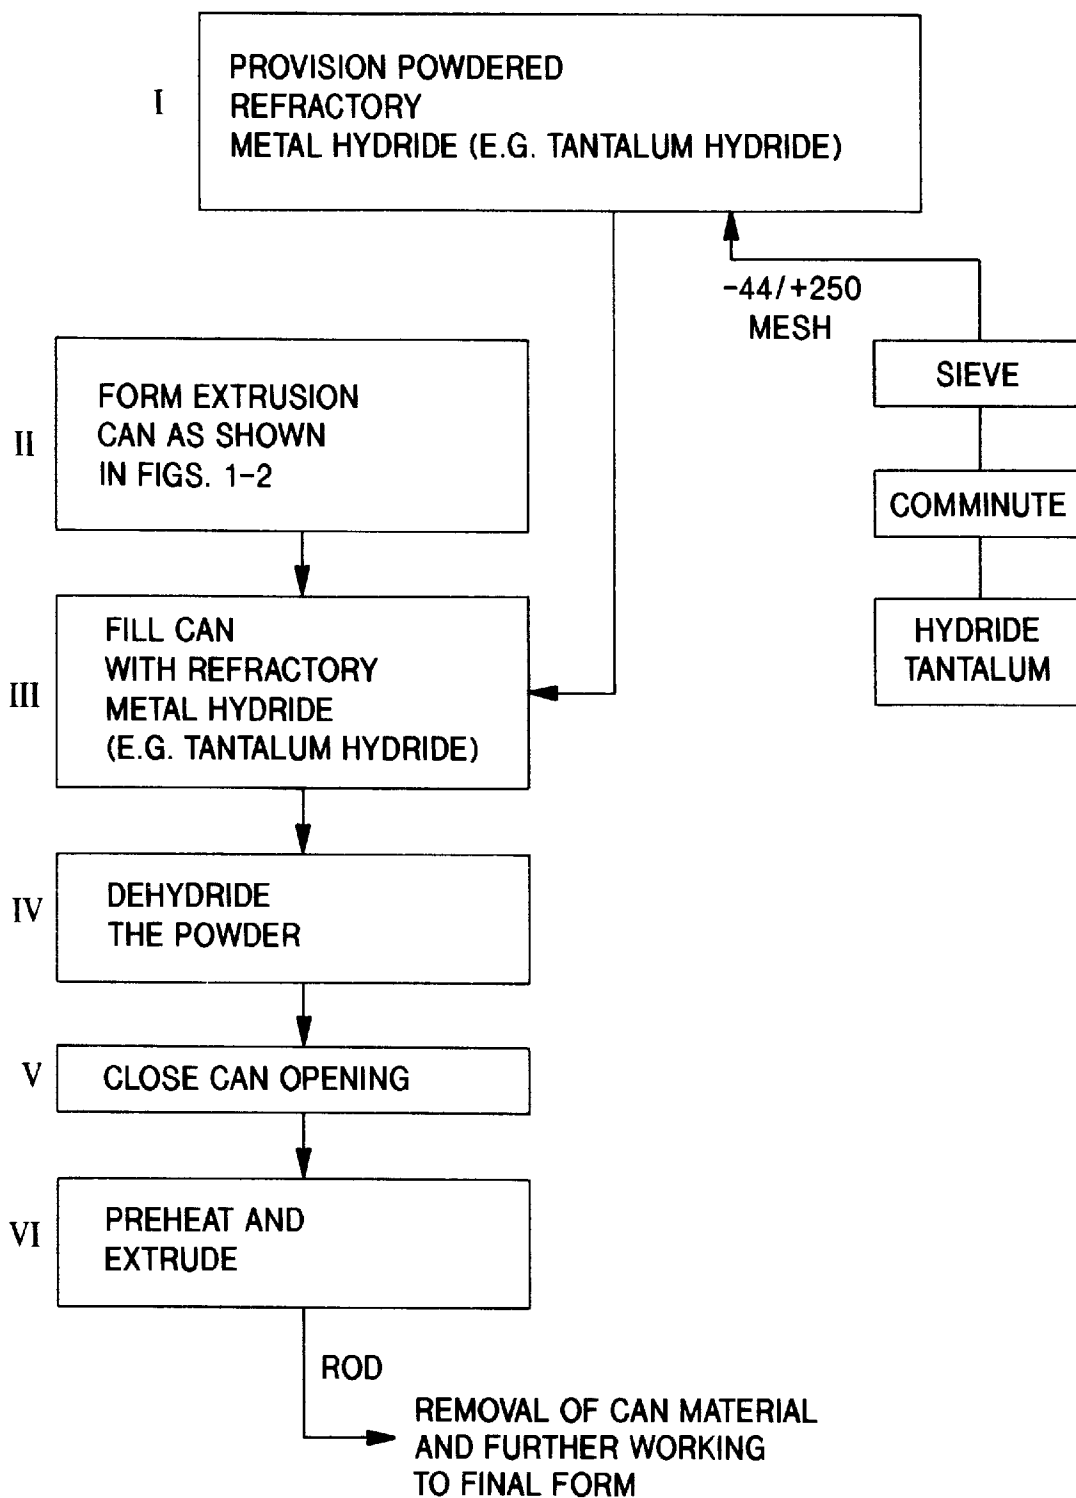 I
PROVISION POWDERED
REFRACTORY
METAL HYDRIDE (E.G. TANTALUM HYDRIDE)
-44/+250
MESH
SIEVE
COMMINUTE
HYDRIDE
TANTALUM
II
FORM EXTRUSION
CAN AS SHOWN
IN FIGS. 1-2
III
FILL CAN
WITH REFRACTORY
METAL HYDRIDE
(E.G. TANTALUM HYDRIDE)
IV
DEHYDRIDE
THE POWDER
V
CLOSE CAN OPENING
VI
PREHEAT AND
EXTRUDE
ROD
REMOVAL OF CAN MATERIAL
AND FURTHER WORKING
TO FINAL FORM